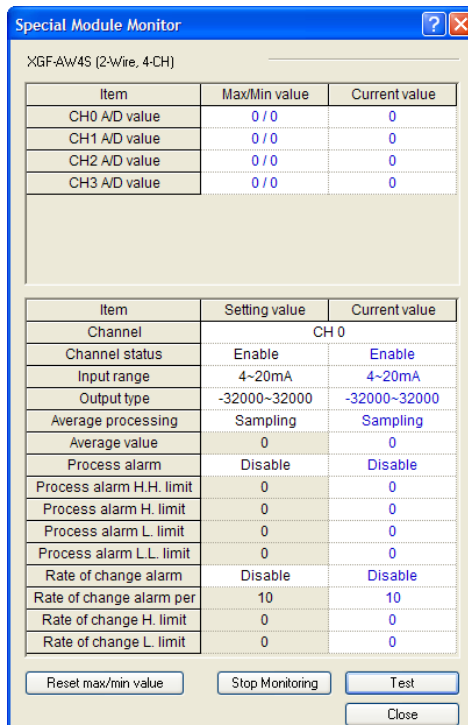 Special Module Monitor
XGF-AW4S (2-Wire, 4-CH)
Item Max/Min value Current value
CH0 A/D value 0 / 0 0
CH1 A/D value 0 / 0 0
CH2 A/D value 0 / 0 0
CH3 A/D value 0 / 0 0
Item Setting value Current value
Channel CH 0
Channel status Enable Enable
Input range 4~20mA 4~20mA
Output type -32000~32000 -32000~32000
Average processing Sampling Sampling
Average value 0 0
Process alarm Disable Disable
Process alarm H.H. limit 0 0
Process alarm H. limit 0 0
Process alarm L. limit 0 0
Process alarm L.L. limit 0 0
Rate of change alarm Disable Disable
Rate of change alarm per 10 10
Rate of change H. limit 0 0
Rate of change L. limit 0 0
Reset max/min value Stop Monitoring Test
Close